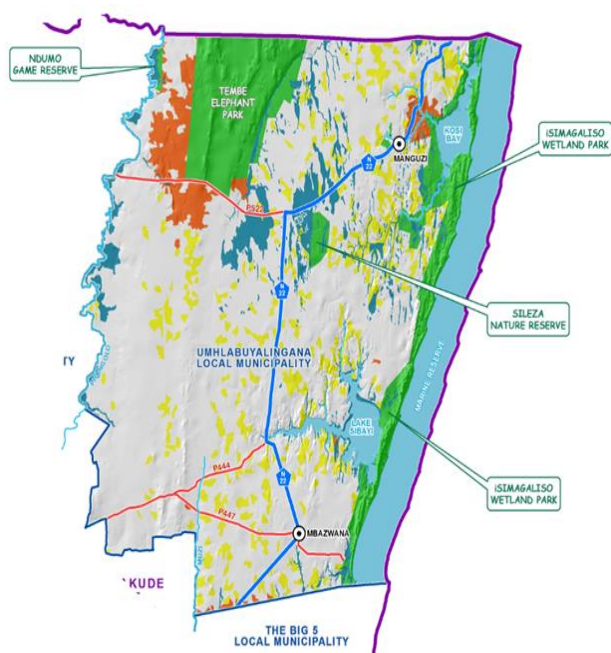 NDUMO
GAME RESERVE
TEMBE
ELEPHANT
PARK
KOSI
BAY
iSIMAGALISO
WETLAND PARK
MANGUZI
N
22
P522
SILEZA
NATURE RESERVE
N
22
UMHLABUYALINGANA
LOCAL MUNICIPALITY
TY
MARINE RESERVE
LAKE
SIBAYI
P444
N
22
iSIMAGALISO
WETLAND PARK
P447
MBAZWANA
KUDE
THE BIG 5
LOCAL MUNICIPALITY